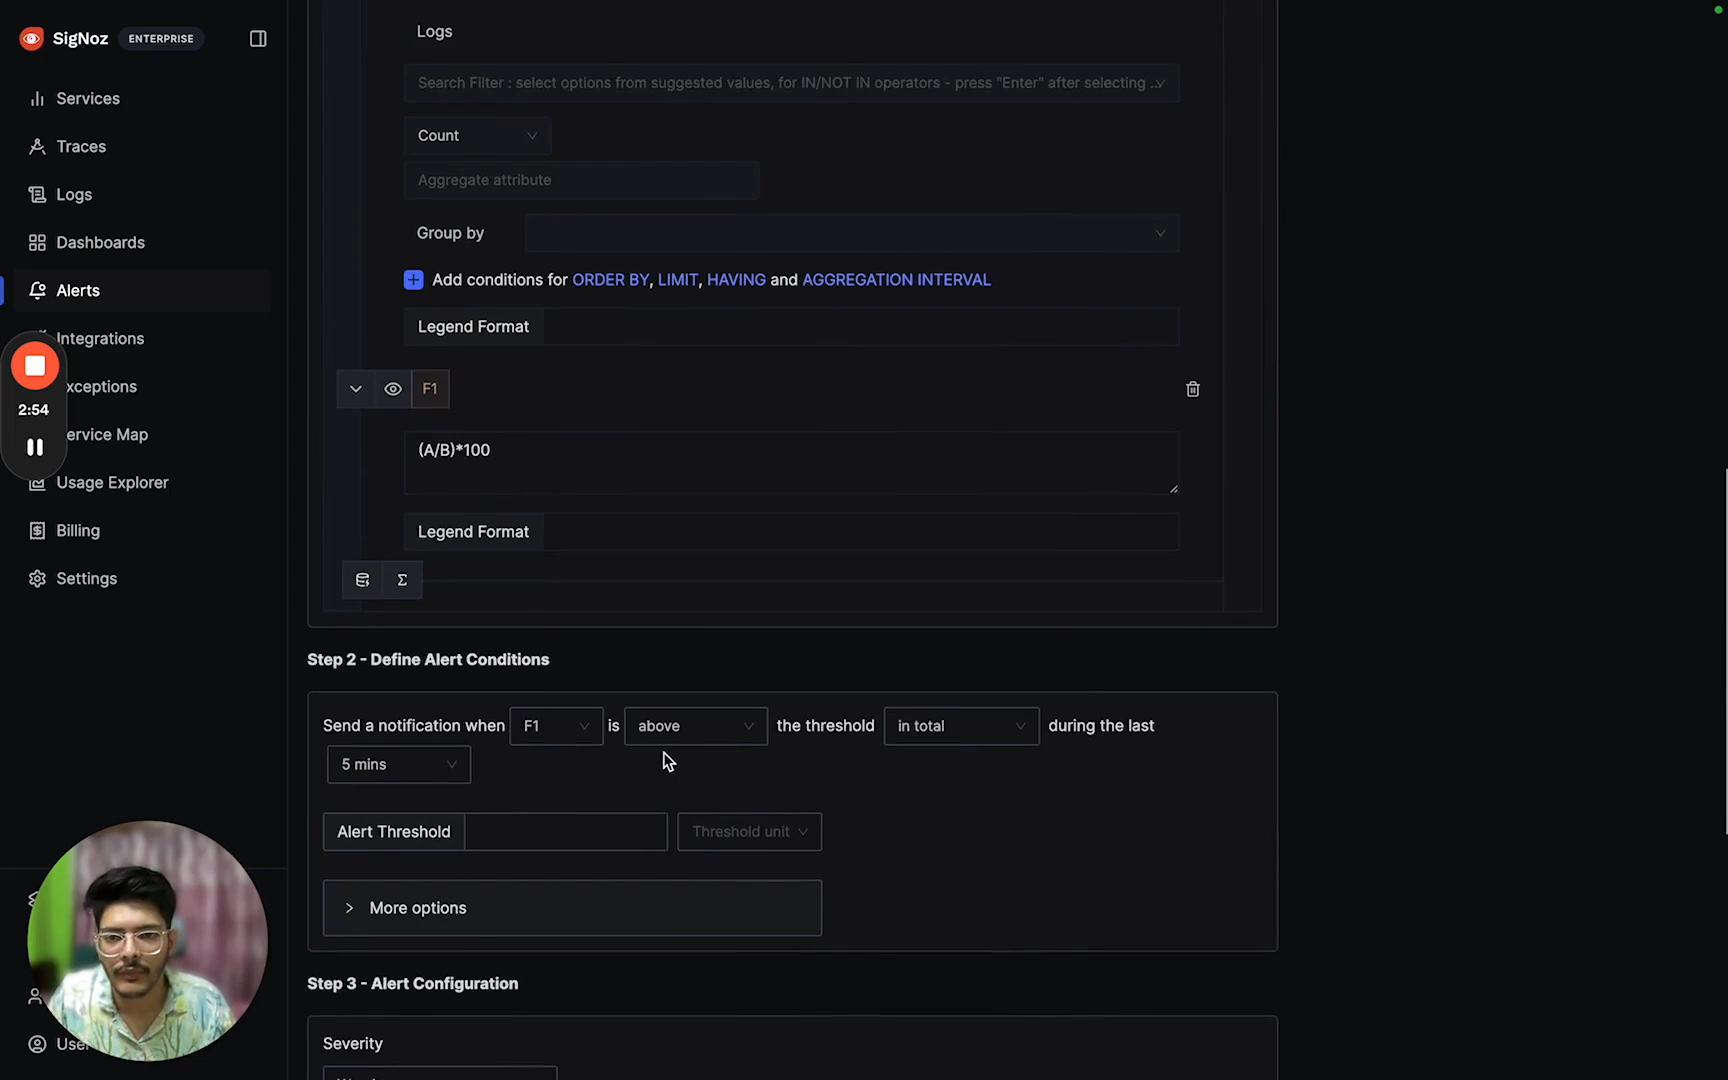 SigNoz ENTERPRISE
Services
Traces
Logs
Dashboards
Alerts
Integrations
xceptions
ervice Map
Usage Explorer
Billing
Settings
2:54
Logs
Search Filter : select options from suggested values, for IN/NOT IN operators - press "Enter" after selecting ..
Count
Aggregate attribute
Group by
Add conditions for ORDER BY, LIMIT, HAVING and AGGREGATION INTERVAL
Legend Format
F1
(A/B)*100
Legend Format
Σ
Step 2 - Define Alert Conditions
Send a notification when F1 is above the threshold in total during the last
5 mins
Alert Threshold Threshold unit
More options
Step 3 - Alert Configuration
Severity